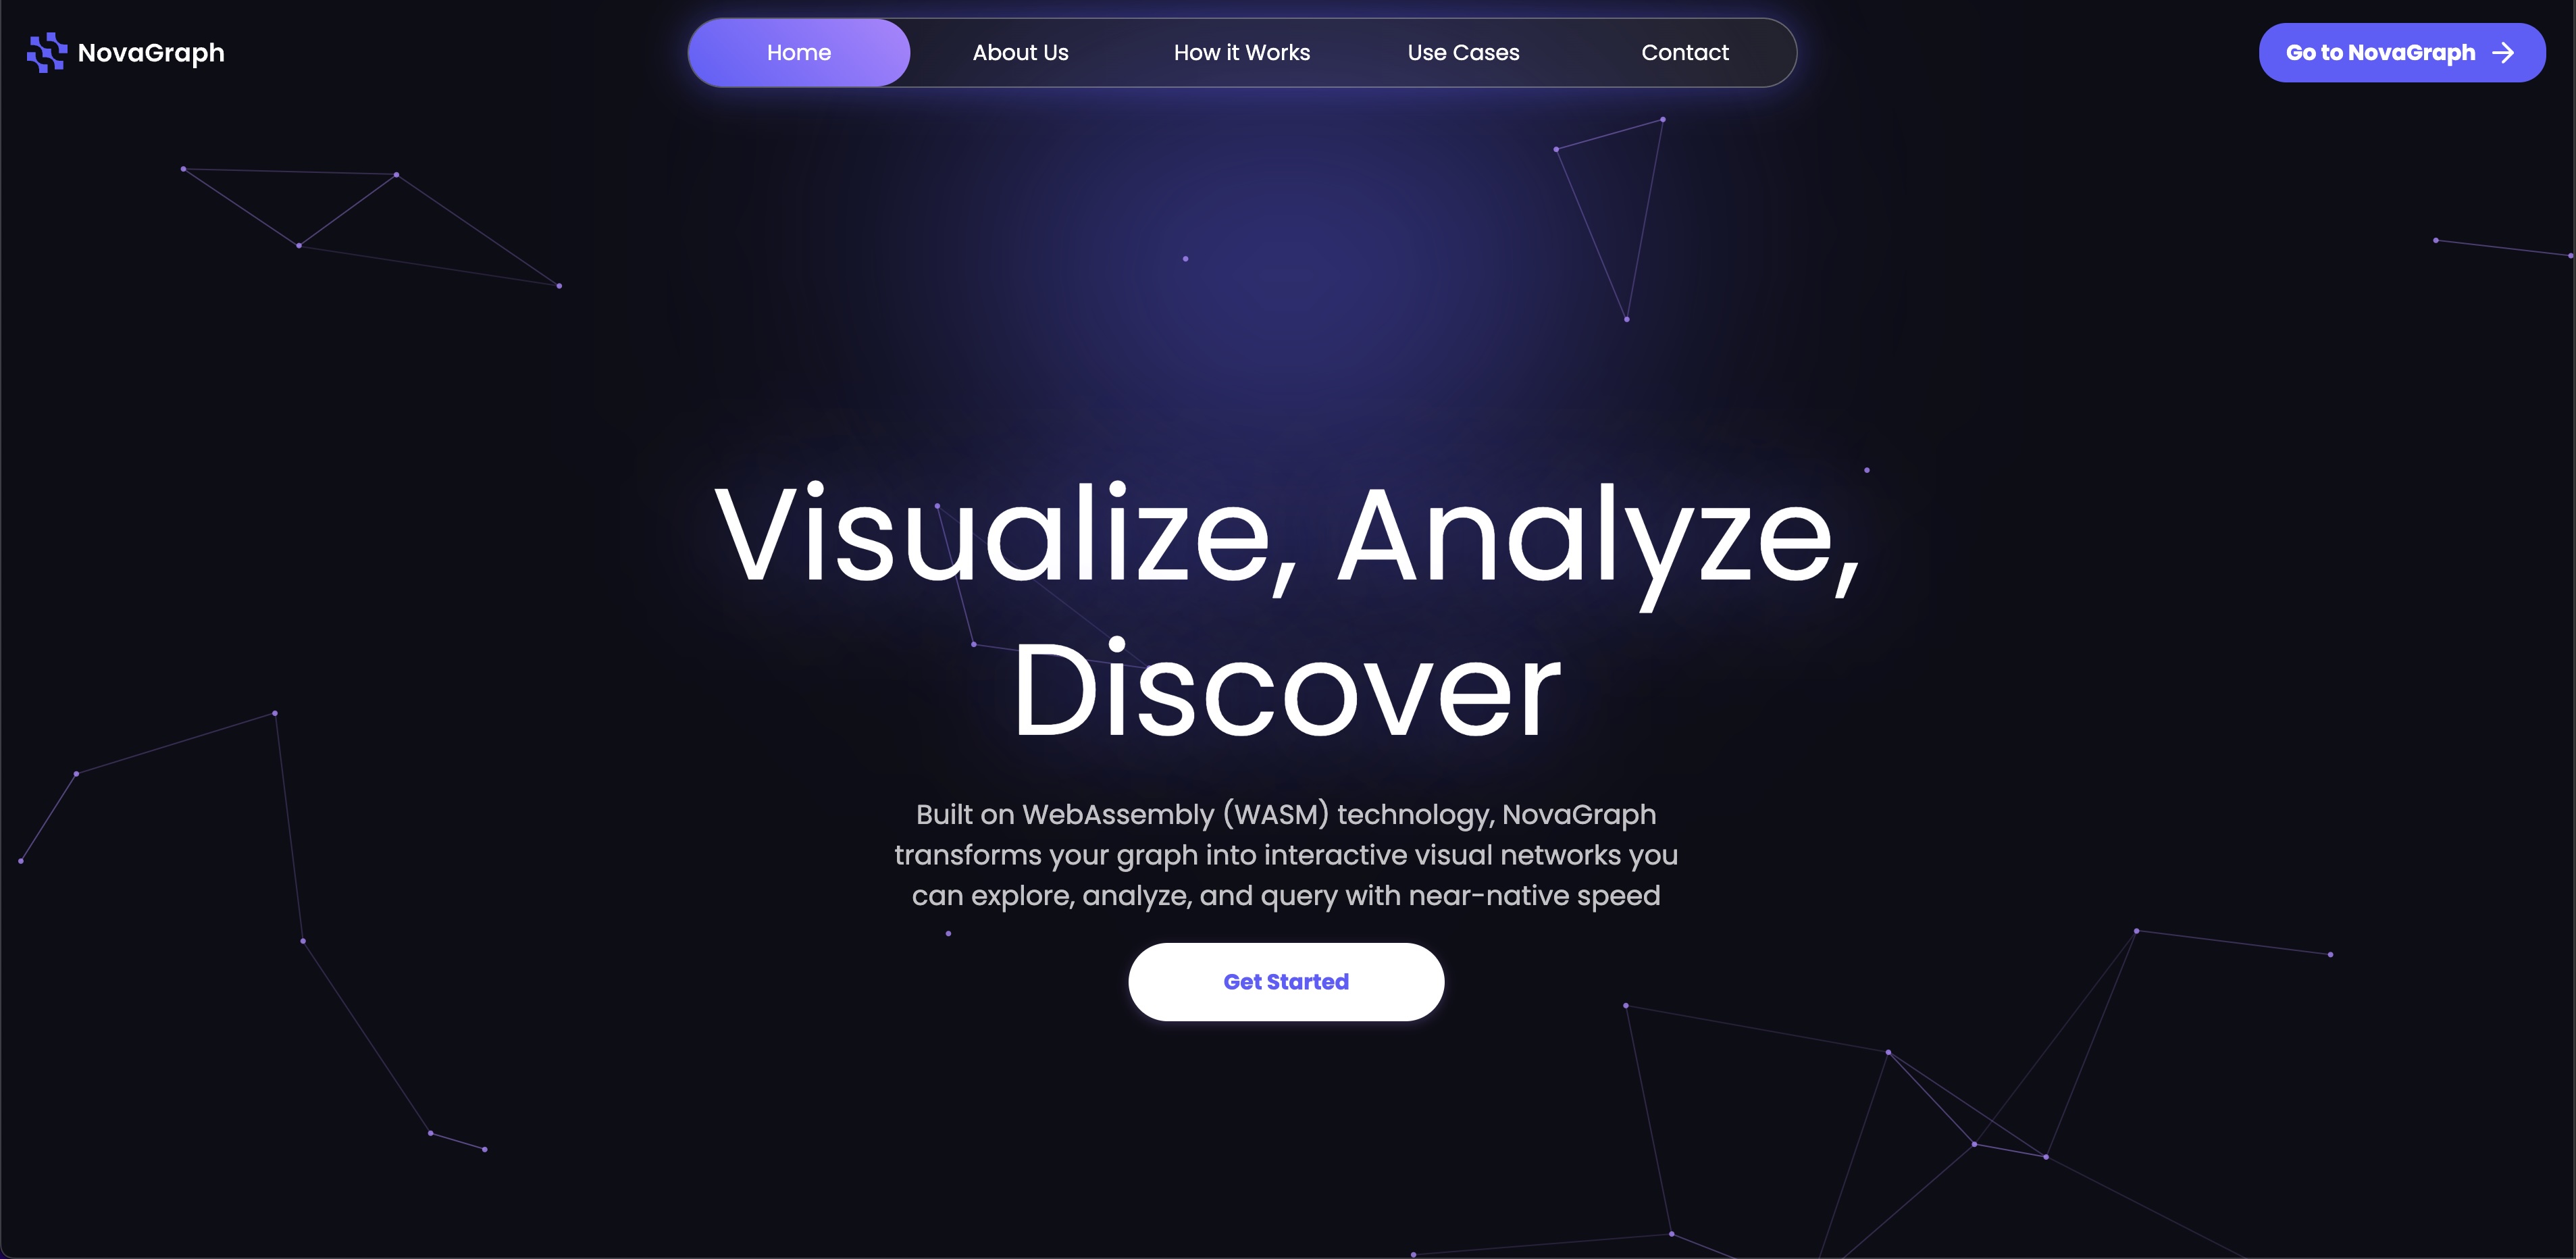 NovaGraph
Home
About Us
How it Works
Use Cases
Contact
Go to NovaGraph
Visualize, Analyze,
Discover
Built on WebAssembly (WASM) technology, NovaGraph
transforms your graph into interactive visual networks you
can explore, analyze, and query with near-native speed
Get Started